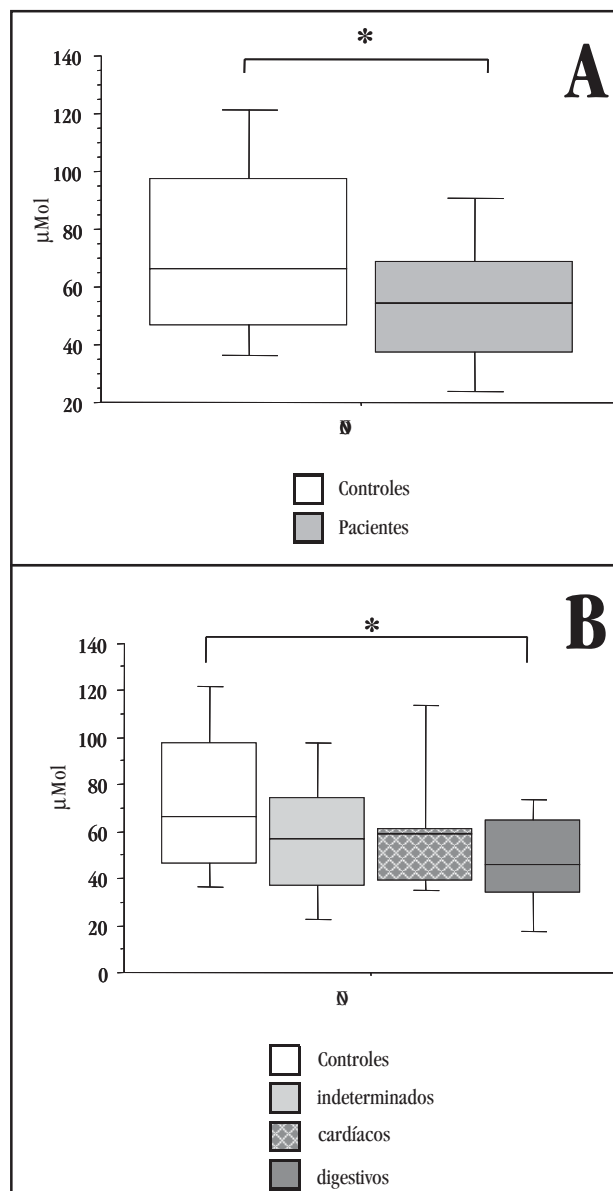 A
*
140
120
100
80
60
40
20
µMol
Controles
Pacientes
B
*
140
120
100
80
60
40
20
0
µMol
Controles
indeterminados
cardíacos
digestivos